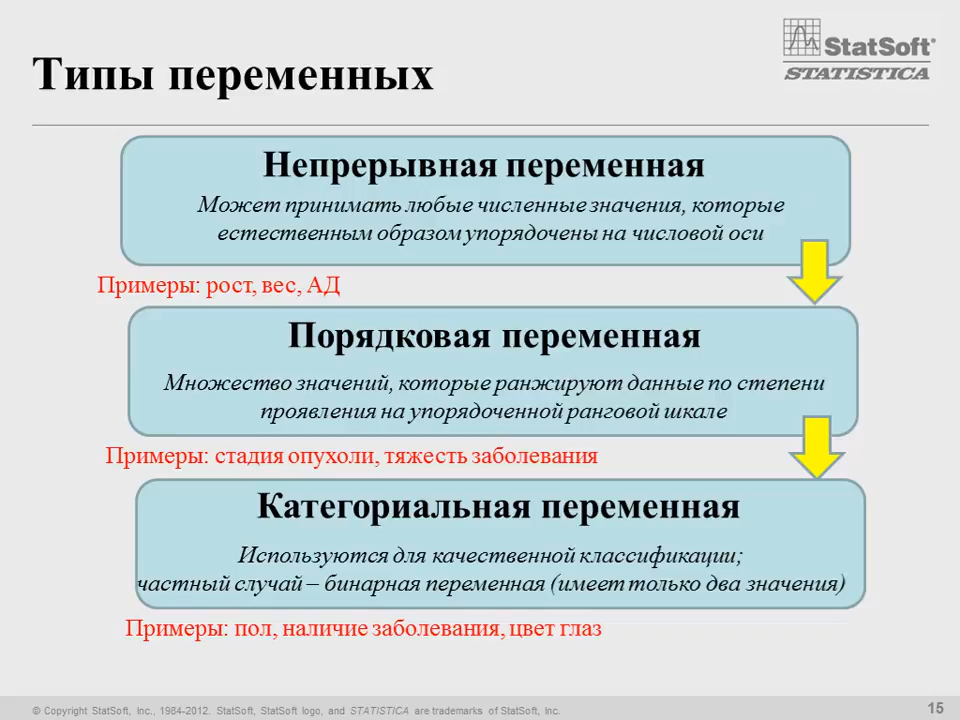 StatSoft®
STATISTICA
Типы переменных
Непрерывная переменная
Может принимать любые численные значения, которые
естественным образом упорядочены на числовой оси
Примеры: рост, вес, АД
Порядковая переменная
Множество значений, которые ранжируют данные по степени
проявления на упорядоченной ранговой шкале
Примеры: стадия опухоли, тяжесть заболевания
Категориальная переменная
Используются для качественной классификации;
частный случай – бинарная переменная (имеет только два значения)
Примеры: пол, наличие заболевания, цвет глаз
© Copyright StatSoft, Inc., 1984-2012. StatSoft, StatSoft logo, and STATISTICA are trademarks of StatSoft, Inc.
15